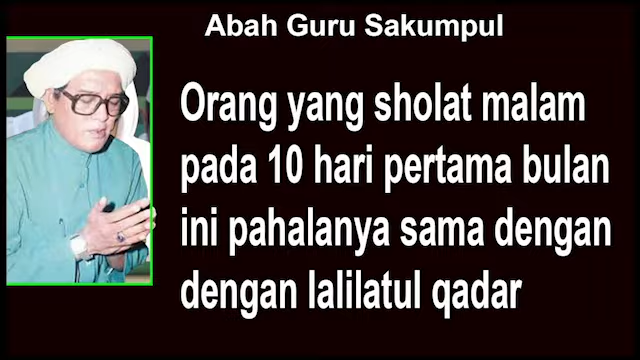 Abah Guru Sakumpul
Orang yang sholat malam
pada 10 hari pertama bulan
ini pahalanya sama dengan
dengan lalilatul qadar